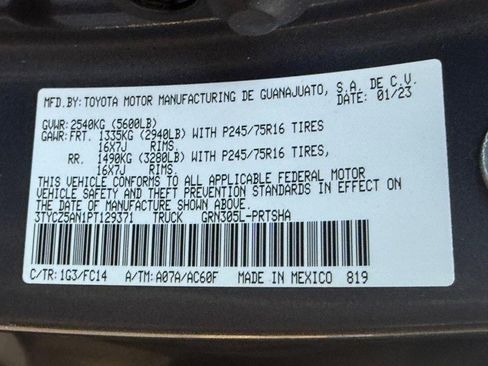 MFD.BY: TOYOTA MOTOR MANUFACTURING DE GUANAJUATO, S.A. DE C.V.
DATE: 01/23
GVWR: 2540KG (5600LB)
GAWR: FRT. 1335KG (2940LB) WITH P245/75R16 TIRES
16X7J RIMS.
RR. 1490KG (3280LB) WITH P245/75R16 TIRES,
16X7J RIMS.
THIS VEHICLE CONFORMS TO ALL APPLICABLE FEDERAL MOTOR
VEHICLE SAFETY AND THEFT PREVENTION STANDARDS IN EFFECT ON
THE DATE OF MANUFACTURE SHOWN ABOVE.
3TYCZ5AN1PT129371 TRUCK GRN305L-PRTSHA
C/TR: 1G3/FC14 A/TM: A07A/AC60F MADE IN MEXICO 819